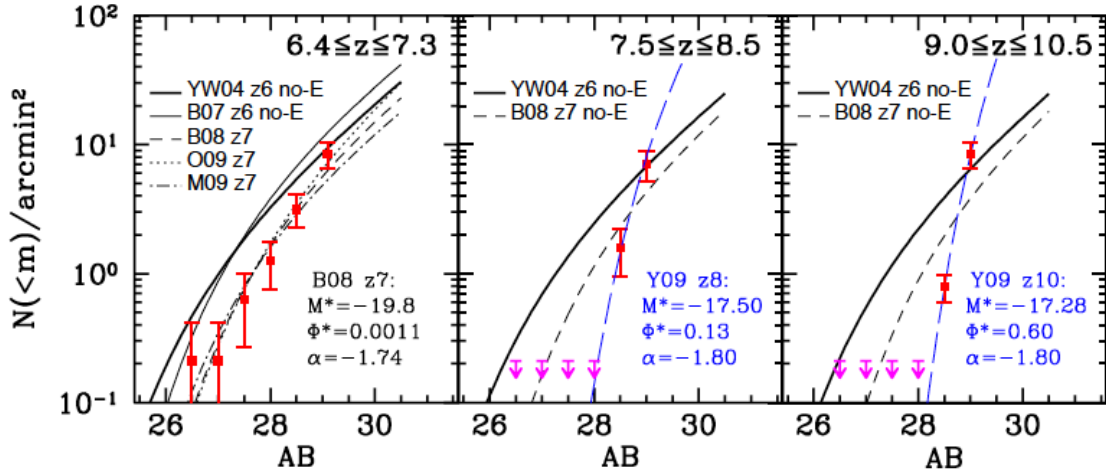 N(<m)/arcmin²
10²
10¹
10⁰
10⁻¹
6.4≤z≤7.3
YW04 z6 no-E
B07 z6 no-E
B08 z7
O09 z7
M09 z7
B08 z7:
M*=−19.8
Φ*=0.0011
α=−1.74
26 28 30
AB
7.5≤z≤8.5
YW04 z6 no-E
B08 z7 no-E
Y09 z8:
M*=−17.50
Φ*=0.13
α=−1.80
26 28 30
AB
9.0≤z≤10.5
YW04 z6 no-E
B08 z7 no-E
Y09 z10:
M*=−17.28
Φ*=0.60
α=−1.80
26 28 30
AB